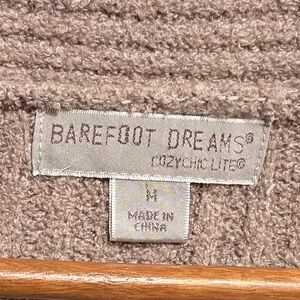 BAREFOOT DREAMS®
COZYCHIC LITE®
M
MADE IN
CHINA